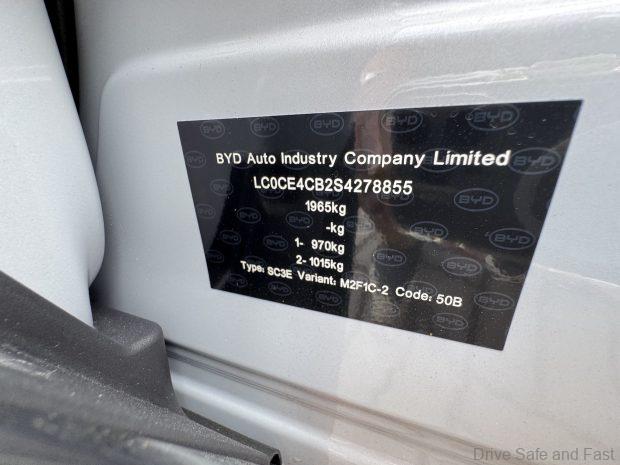 BYD Auto Industry Company Limited
LC0CE4CB2S4278855
1965kg
-kg
1- 970kg
2- 1015kg
Type: SC3E Variant: M2F1C-2 Code: 50B
Drive Safe and Fast